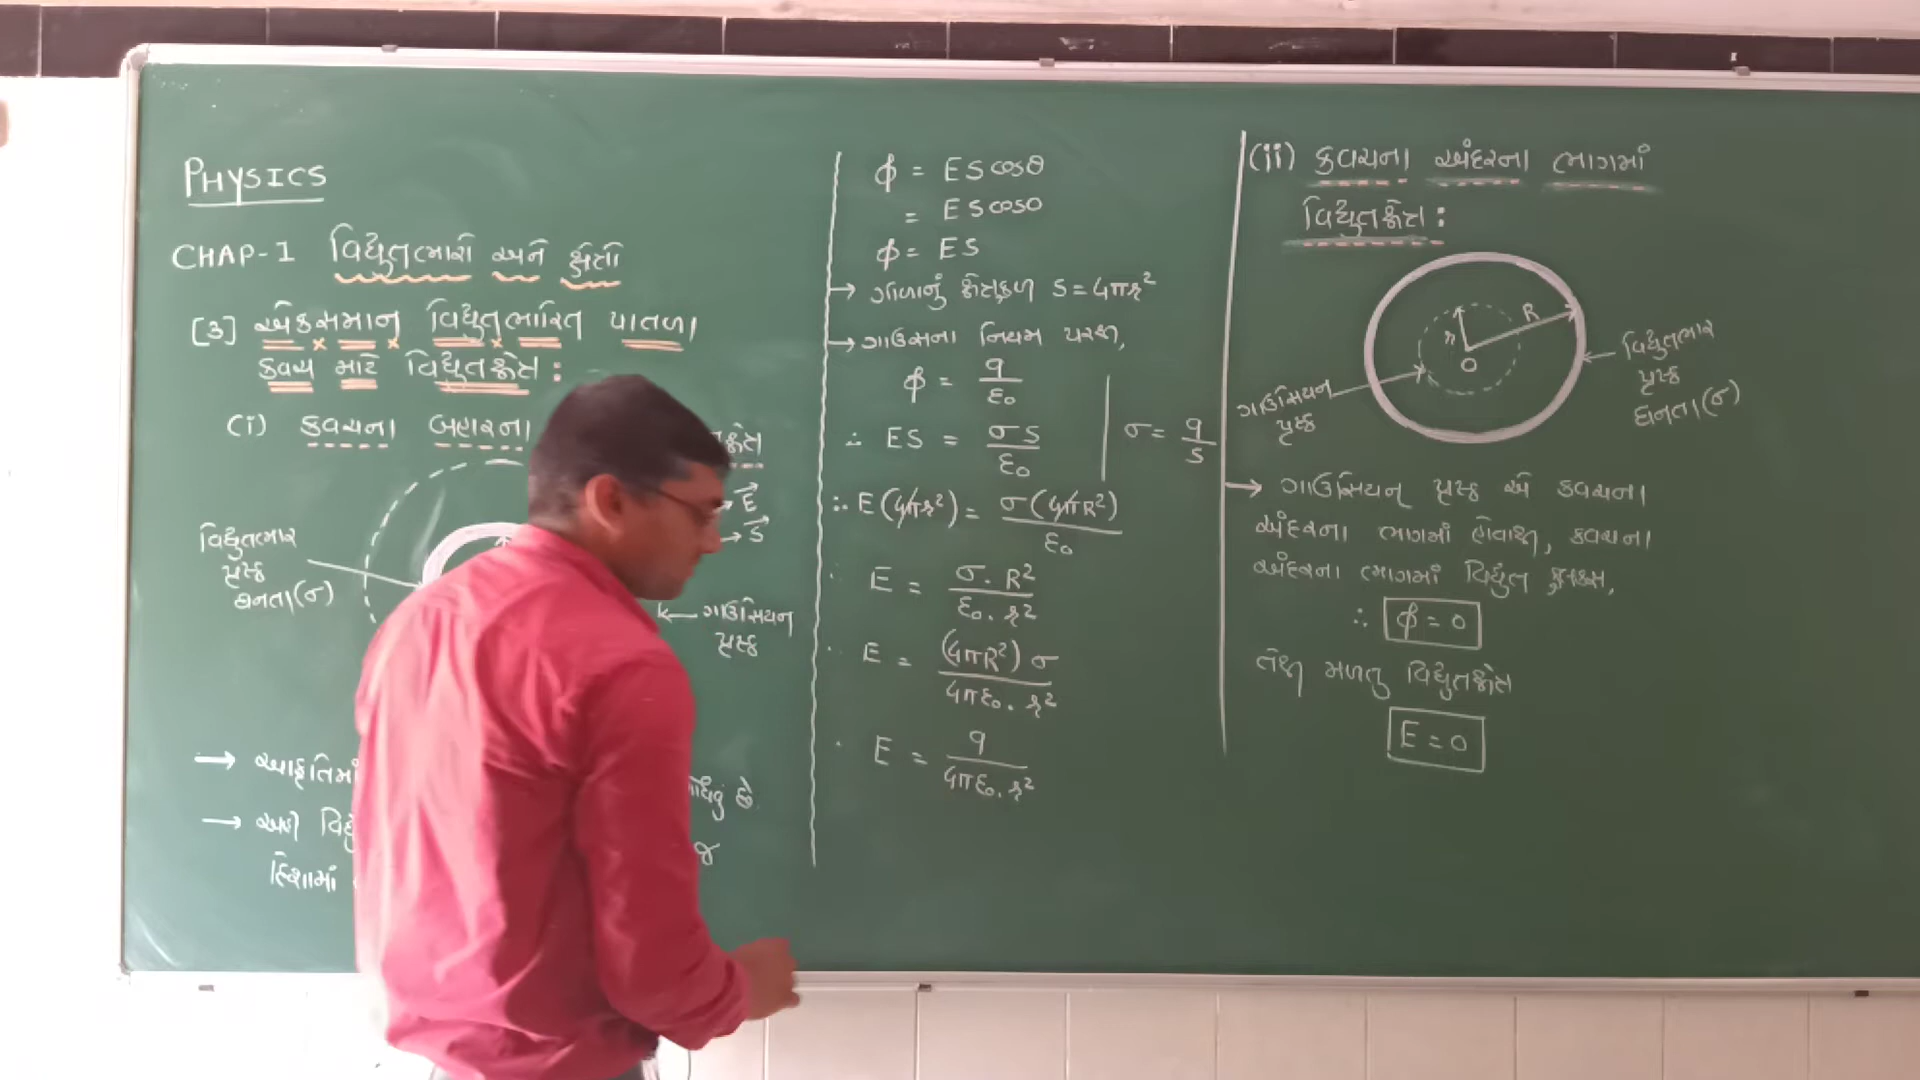 PHYSICS
CHAP-1 વિદ્યુતભારો અને ક્ષેત્રો
[3] એકસમાન વિદ્યુતભારિત પાતળા
કવચ માટે વિદ્યુતક્ષેત્ર :
(i) કવચના બહારના
E
S
વિદ્યુતભાર
પૃષ્ઠ
ઘનતા(σ)
ગાઉસિયન
પૃષ્ઠ
→ આકૃતિમાં
છે.
→ અહીં
જ
દિશામાં
ϕ = ES cosθ
= ES cos0
ϕ = ES
→ ગોળાનું ક્ષેત્રફળ S = 4πr²
→ ગાઉસના નિયમ પરથી,
ϕ = q/ε₀
∴ ES = σS/ε₀
σ = q/S
∴ E(4πr²) = σ(4πR²)/ε₀
∴ E = σ.R²/ε₀.r²
∴ E = (4πR²)σ/4πε₀.r²
∴ E = q/4πε₀.r²
(ii) કવચના અંદરના ભાગમાં
વિદ્યુતક્ષેત્ર :
R
r
O
વિદ્યુતભાર
પૃષ્ઠ
ઘનતા(σ)
ગાઉસિયન
પૃષ્ઠ
→ ગાઉસિયન પૃષ્ઠ એ કવચના
અંદરના ભાગમાં હોવાથી, કવચના
અંદરના ભાગમાં વિદ્યુત ફ્લક્સ,
∴ ϕ = 0
તેથી મળતુ વિદ્યુતક્ષેત્ર
E = 0